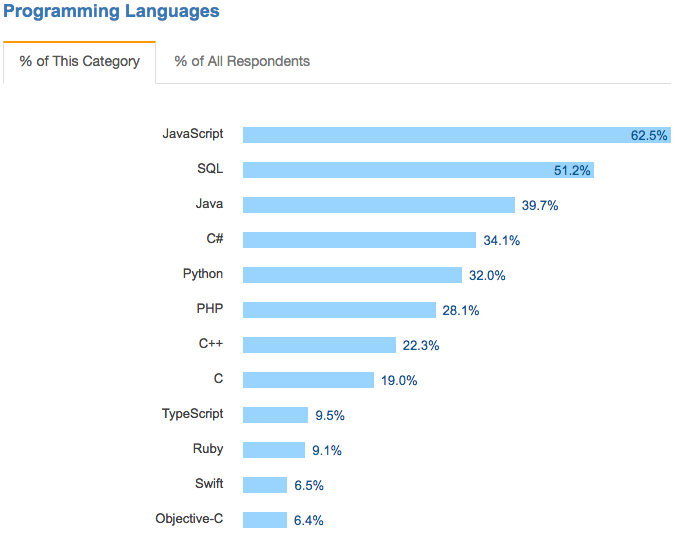 Programming Languages
% of This Category % of All Respondents
JavaScript 62.5%
SQL 51.2%
Java 39.7%
C# 34.1%
Python 32.0%
PHP 28.1%
C++ 22.3%
C 19.0%
TypeScript 9.5%
Ruby 9.1%
Swift 6.5%
Objective-C 6.4%